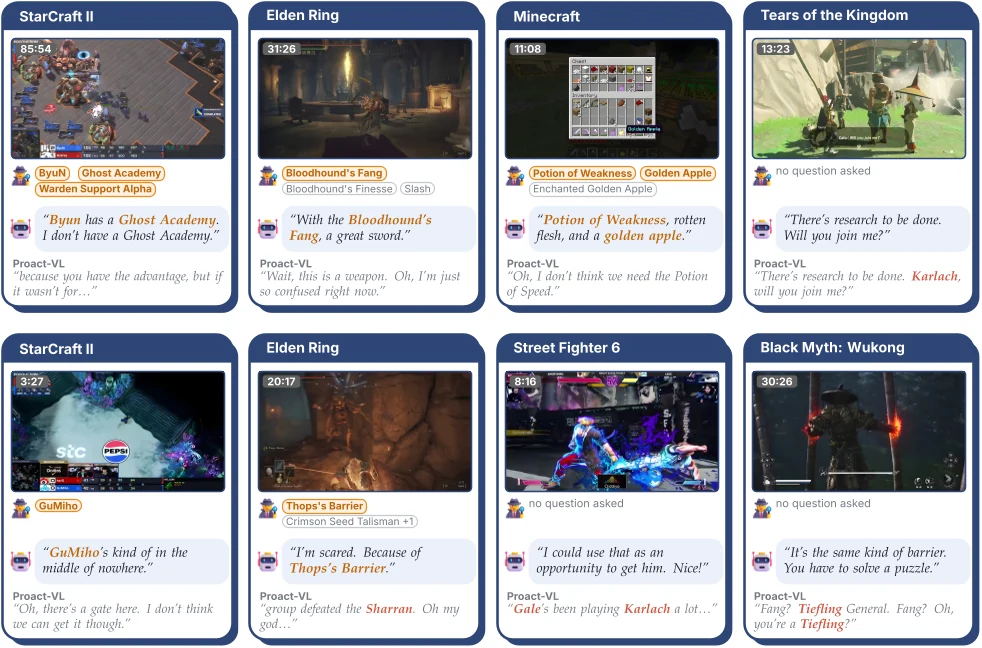 StarCraft II
85:54
ByuN
Ghost Academy
Warden Support Alpha
“Byun has a Ghost Academy.
I don’t have a Ghost Academy.”
Proact-VL
“because you have the advantage, but if
it wasn’t for…”
Elden Ring
31:26
Bloodhound's Fang
Bloodhound's Finesse
Slash
“With the Bloodhound’s
Fang, a great sword.”
Proact-VL
“Wait, this is a weapon. Oh, I’m just
so confused right now.”
Minecraft
11:08
Chest
Inventory
Golden Apple
Potion of Weakness
Golden Apple
Enchanted Golden Apple
“Potion of Weakness, rotten
flesh, and a golden apple.”
Proact-VL
“Oh, I don’t think we need the Potion
of Speed.”
Tears of the Kingdom
13:23
no question asked
“There’s research to be done.
Will you join me?”
Proact-VL
“There’s research to be done. Karlach,
will you join me?”
StarCraft II
3:27
stc
PEPSI
GuMiho
“GuMiho’s kind of in the
middle of nowhere.”
Proact-VL
“Oh, there’s a gate here. I don’t think
we can get it though.”
Elden Ring
20:17
Thops's Barrier
Crimson Seed Talisman +1
“I’m scared. Because of
Thops’s Barrier.”
Proact-VL
“group defeated the Sharran. Oh my
god…”
Street Fighter 6
8:16
no question asked
“I could use that as an
opportunity to get him. Nice!”
Proact-VL
“Gale’s been playing Karlach a lot…”
Black Myth: Wukong
30:26
no question asked
“It’s the same kind of barrier.
You have to solve a puzzle.”
Proact-VL
“Fang? Tiefling General. Fang? Oh,
you’re a Tiefling?”